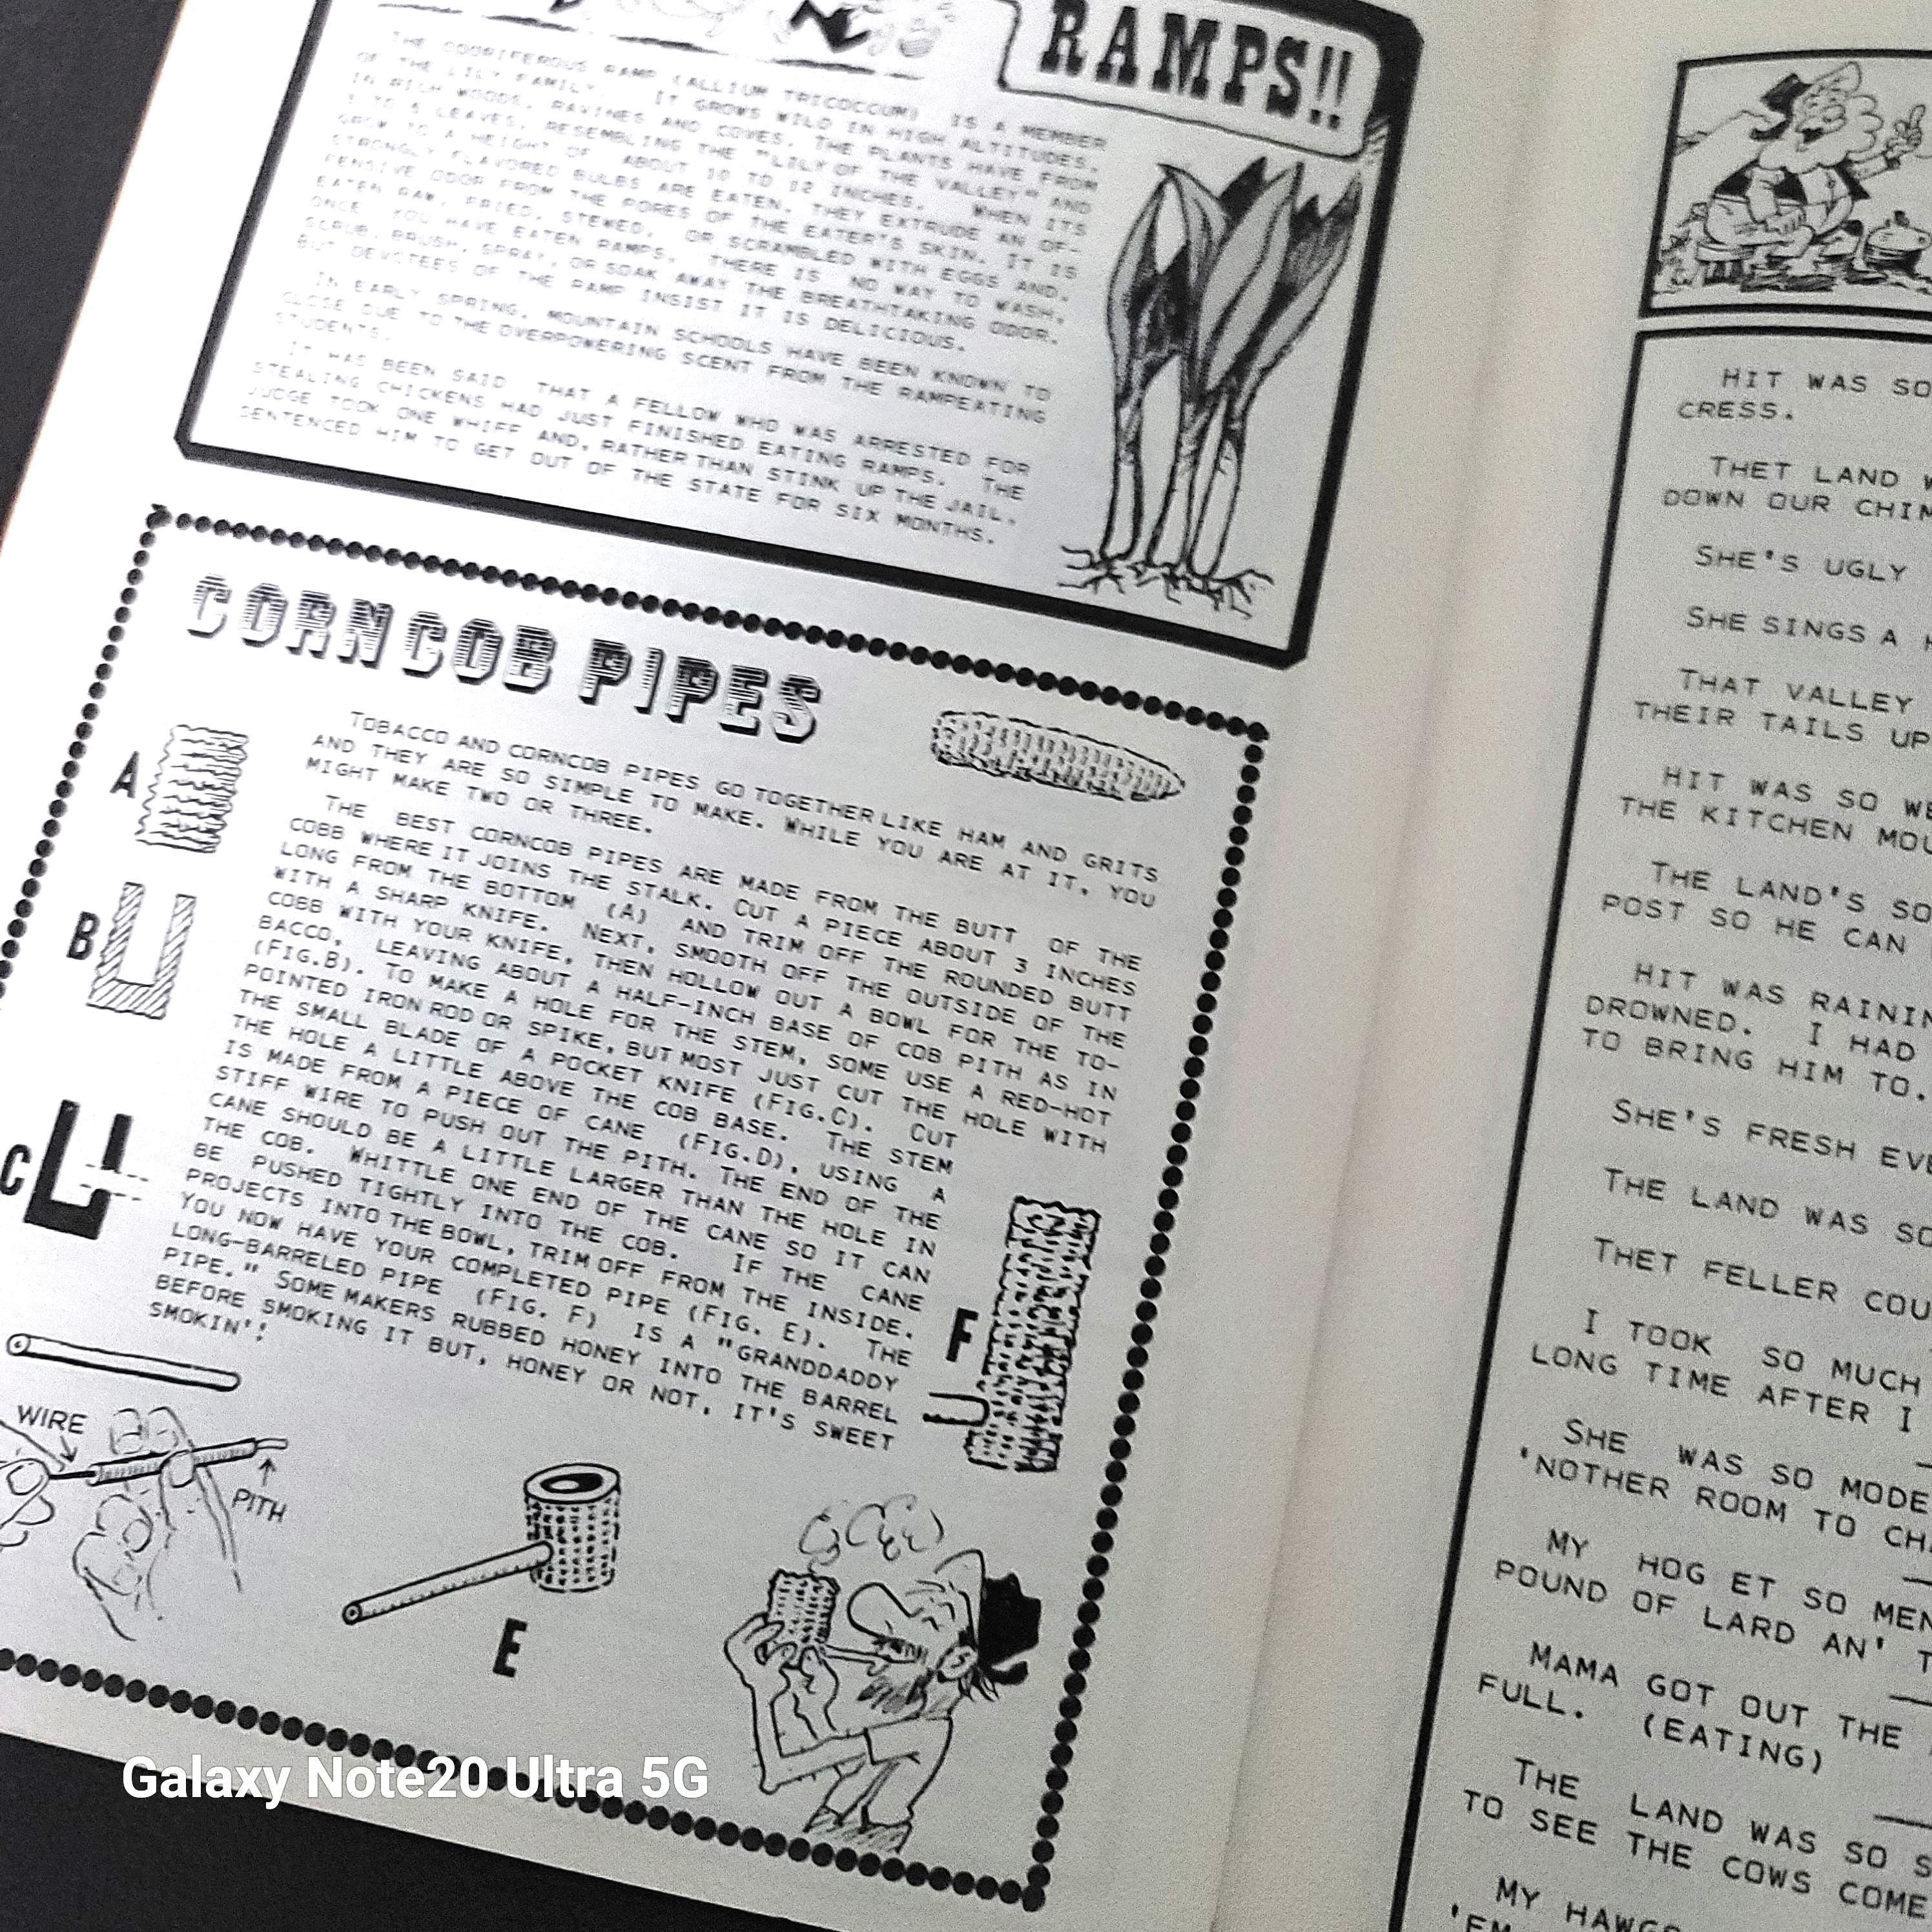 RAMPS!!
THE ODORIFEROUS RAMP (ALLIUM TRICOCCUM) IS A MEMBER
OF THE LILY FAMILY. IT GROWS WILD IN HIGH ALTITUDES,
IN RICH WOODS, RAVINES AND COVES. THE PLANTS HAVE FROM
LEAVES, RESEMBLING THE "LILY OF THE VALLEY" AND
GROW TO A HEIGHT OF ABOUT 10 TO 12 INCHES. WHEN ITS
STRONGLY FLAVORED BULBS ARE EATEN, THEY EXTRUDE AN OF-
FENSIVE ODOR FROM THE PORES OF THE EATER'S SKIN. IT IS
EATEN RAW, FRIED, STEWED, OR SCRAMBLED WITH EGGS AND,
ONCE YOU HAVE EATEN RAMPS, THERE IS NO WAY TO WASH,
SCRUB, BRUSH, SPRAY, OR SOAK AWAY THE BREATHTAKING ODOR.
BUT DEVOTEES OF THE RAMP INSIST IT IS DELICIOUS.
IN EARLY SPRING, MOUNTAIN SCHOOLS HAVE BEEN KNOWN TO
CLOSE DUE TO THE OVERPOWERING SCENT FROM THE RAMPEATING
STUDENTS.
IT HAS BEEN SAID THAT A FELLOW WHO WAS ARRESTED FOR
STEALING CHICKENS HAD JUST FINISHED EATING RAMPS. THE
JUDGE TOOK ONE WHIFF AND, RATHER THAN STINK UP THE JAIL,
SENTENCED HIM TO GET OUT OF THE STATE FOR SIX MONTHS.
CORNCOB PIPES
TOBACCO AND CORNCOB PIPES GO TOGETHER LIKE HAM AND GRITS
AND THEY ARE SO SIMPLE TO MAKE. WHILE YOU ARE AT IT, YOU
MIGHT MAKE TWO OR THREE.
THE BEST CORNCOB PIPES ARE MADE FROM THE BUTT OF THE
COBB WHERE IT JOINS THE STALK. CUT A PIECE ABOUT 3 INCHES
LONG FROM THE BOTTOM (A) AND TRIM OFF THE ROUNDED BUTT
WITH A SHARP KNIFE. NEXT, SMOOTH OFF THE OUTSIDE OF THE
COBB WITH YOUR KNIFE, THEN HOLLOW OUT A BOWL FOR THE TO-
BACCO, LEAVING ABOUT A HALF-INCH BASE OF COB PITH AS IN
(FIG.B). TO MAKE A HOLE FOR THE STEM, SOME USE A RED-HOT
POINTED IRON ROD OR SPIKE, BUT MOST JUST CUT THE HOLE WITH
THE SMALL BLADE OF A POCKET KNIFE (FIG.C). CUT
THE HOLE A LITTLE ABOVE THE COB BASE. THE STEM
IS MADE FROM A PIECE OF CANE (FIG.D), USING A
STIFF WIRE TO PUSH OUT THE PITH. THE END OF THE
CANE SHOULD BE A LITTLE LARGER THAN THE HOLE IN
THE COB. WHITTLE ONE END OF THE CANE SO IT CAN
BE PUSHED TIGHTLY INTO THE COB. IF THE CANE
PROJECTS INTO THE BOWL, TRIM OFF FROM THE INSIDE.
YOU NOW HAVE YOUR COMPLETED PIPE (FIG. E). THE
LONG-BARRELED PIPE (FIG. F) IS A "GRANDDADDY
PIPE." SOME MAKERS RUBBED HONEY INTO THE BARREL
BEFORE SMOKING IT BUT, HONEY OR NOT, IT'S SWEET
SMOKIN'!
A
B
C
F
WIRE
PITH
E
HIT WAS SO
CRESS.
THET LAND
DOWN OUR
SHE'S UGLY
SHE SINGS A
THAT VALLEY
THEIR TAILS UP
HIT WAS SO
THE KITCHEN
THE LAND'S SO
POST SO HE CAN
HIT WAS
DROWNED. I HAD
TO BRING HIM TO.
SHE'S FRESH
THE LAND WAS
THET FELLER
I TOOK SO MUCH
LONG TIME AFTER I
SHE WAS SO
'NOTHER ROOM TO
MY HOG ET SO
POUND OF LARD AN'
MAMA GOT OUT THE
FULL. (EATING)
THE LAND WAS SO
TO SEE THE COWS COME
MY
'EM
Galaxy Note20 Ultra 5G